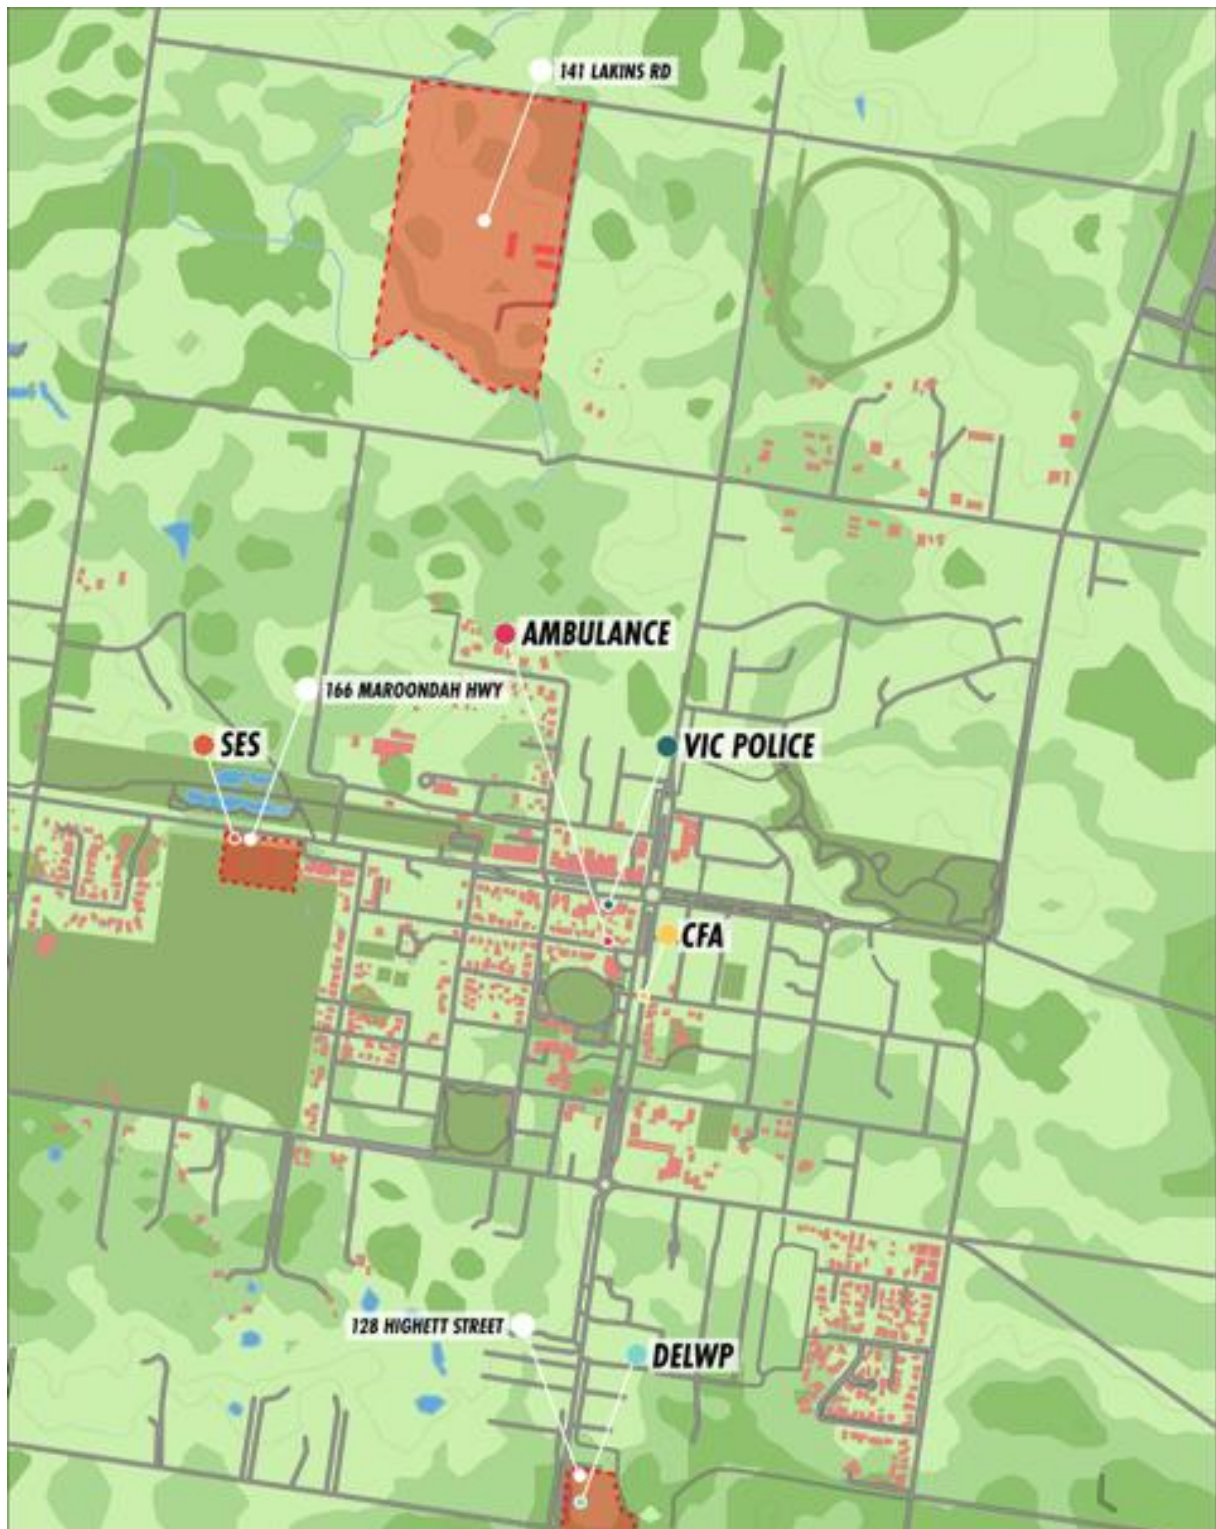 141 LAKINS RD
AMBULANCE
166 MAROONDAH HWY
SES
VIC POLICE
CFA
128 HIGHETT STREET
DELWP